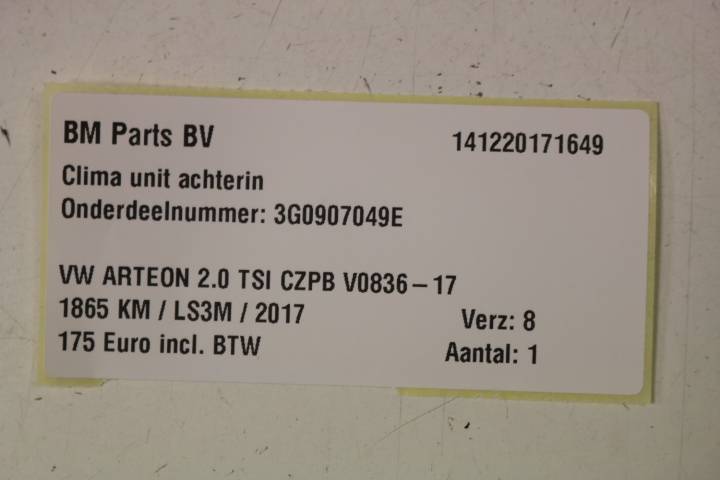 BM Parts BV 141220171649
Clima unit achterin
Onderdeelnummer: 3G0907049E
VW ARTEON 2.0 TSI CZPB V0836-17
1865 KM / LS3M / 2017 Verz: 8
175 Euro incl. BTW Aantal: 1